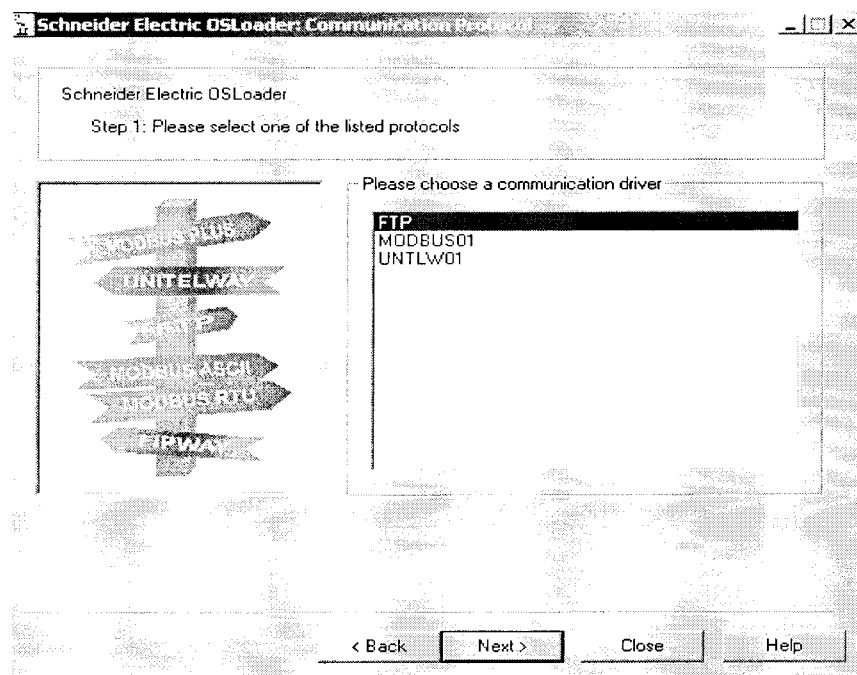 Schneider Electric OSLoader: Communication Protocol
Schneider Electric OSLoader
Step 1: Please select one of the listed protocols
MODBUS PLUS
UNITELWAY
FTP
MODBUS ASCII
MODBUS RTU
FIPWAY
Please choose a communication driver
FTP
MODBUS01
UNTLW01
< Back
Next >
Close
Help